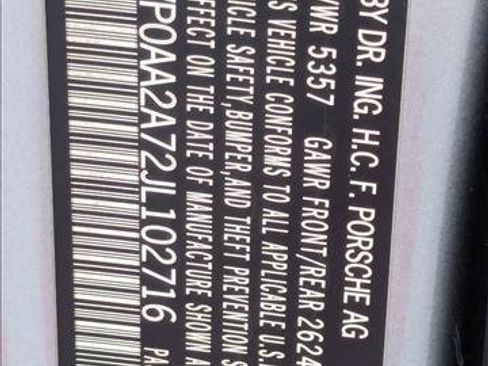 BY DR. ING. H.C. F. PORSCHE AG
VWR 5357 GAWR FRONT/REAR 2624
S VEHICLE CONFORMS TO ALL APPLICABLE U.S.
ICLE SAFETY, BUMPER, AND THEFT PREVENTION S
EFFECT ON THE DATE OF MANUFACTURE SHOWN A
P0AA2A72JL102716 PA